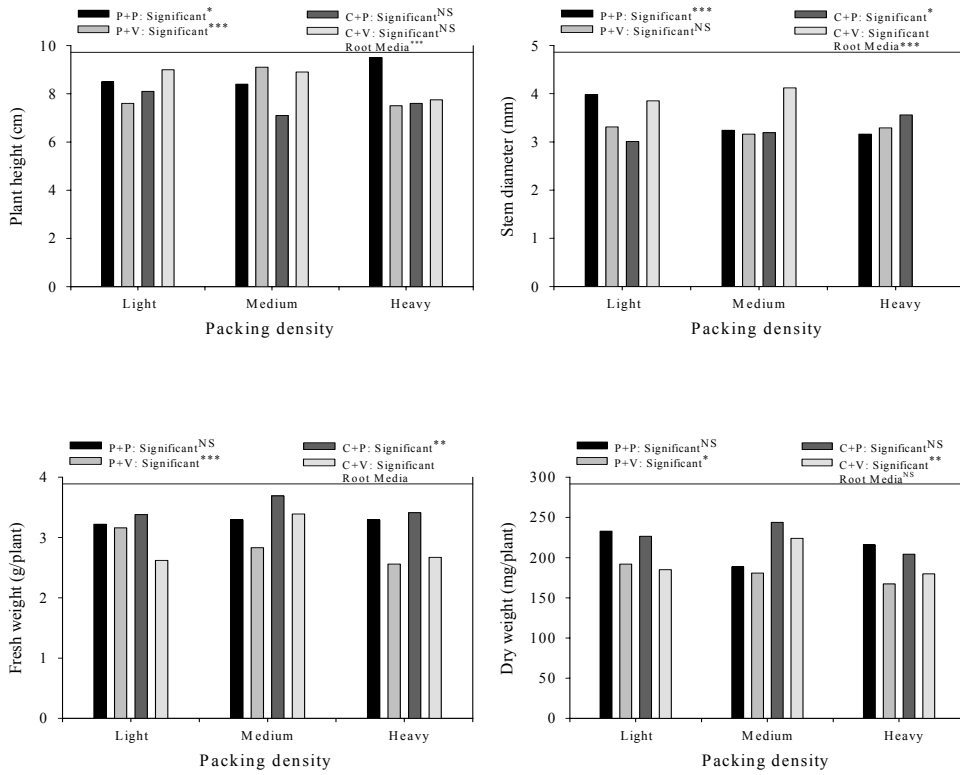 P+P: Significant* C+P: Significant^NS
P+V: Significant*** C+V: Significant^NS
Root Media***
10
8
6
4
2
0
Plant height (cm)
Light Medium Heavy
Packing density
P+P: Significant*** C+P: Significant*
P+V: Significant^NS C+V: Significant
Root Media***
5
4
3
2
1
0
Stem diameter (mm)
Light Medium Heavy
Packing density
P+P: Significant^NS C+P: Significant**
P+V: Significant*** C+V: Significant
Root Media
4
3
2
1
0
Fresh weight (g/plant)
Light Medium Heavy
Packing density
P+P: Significant^NS C+P: Significant^NS
P+V: Significant* C+V: Significant**
Root Media^NS
300
250
200
150
100
50
0
Dry weight (mg/plant)
Light Medium Heavy
Packing density